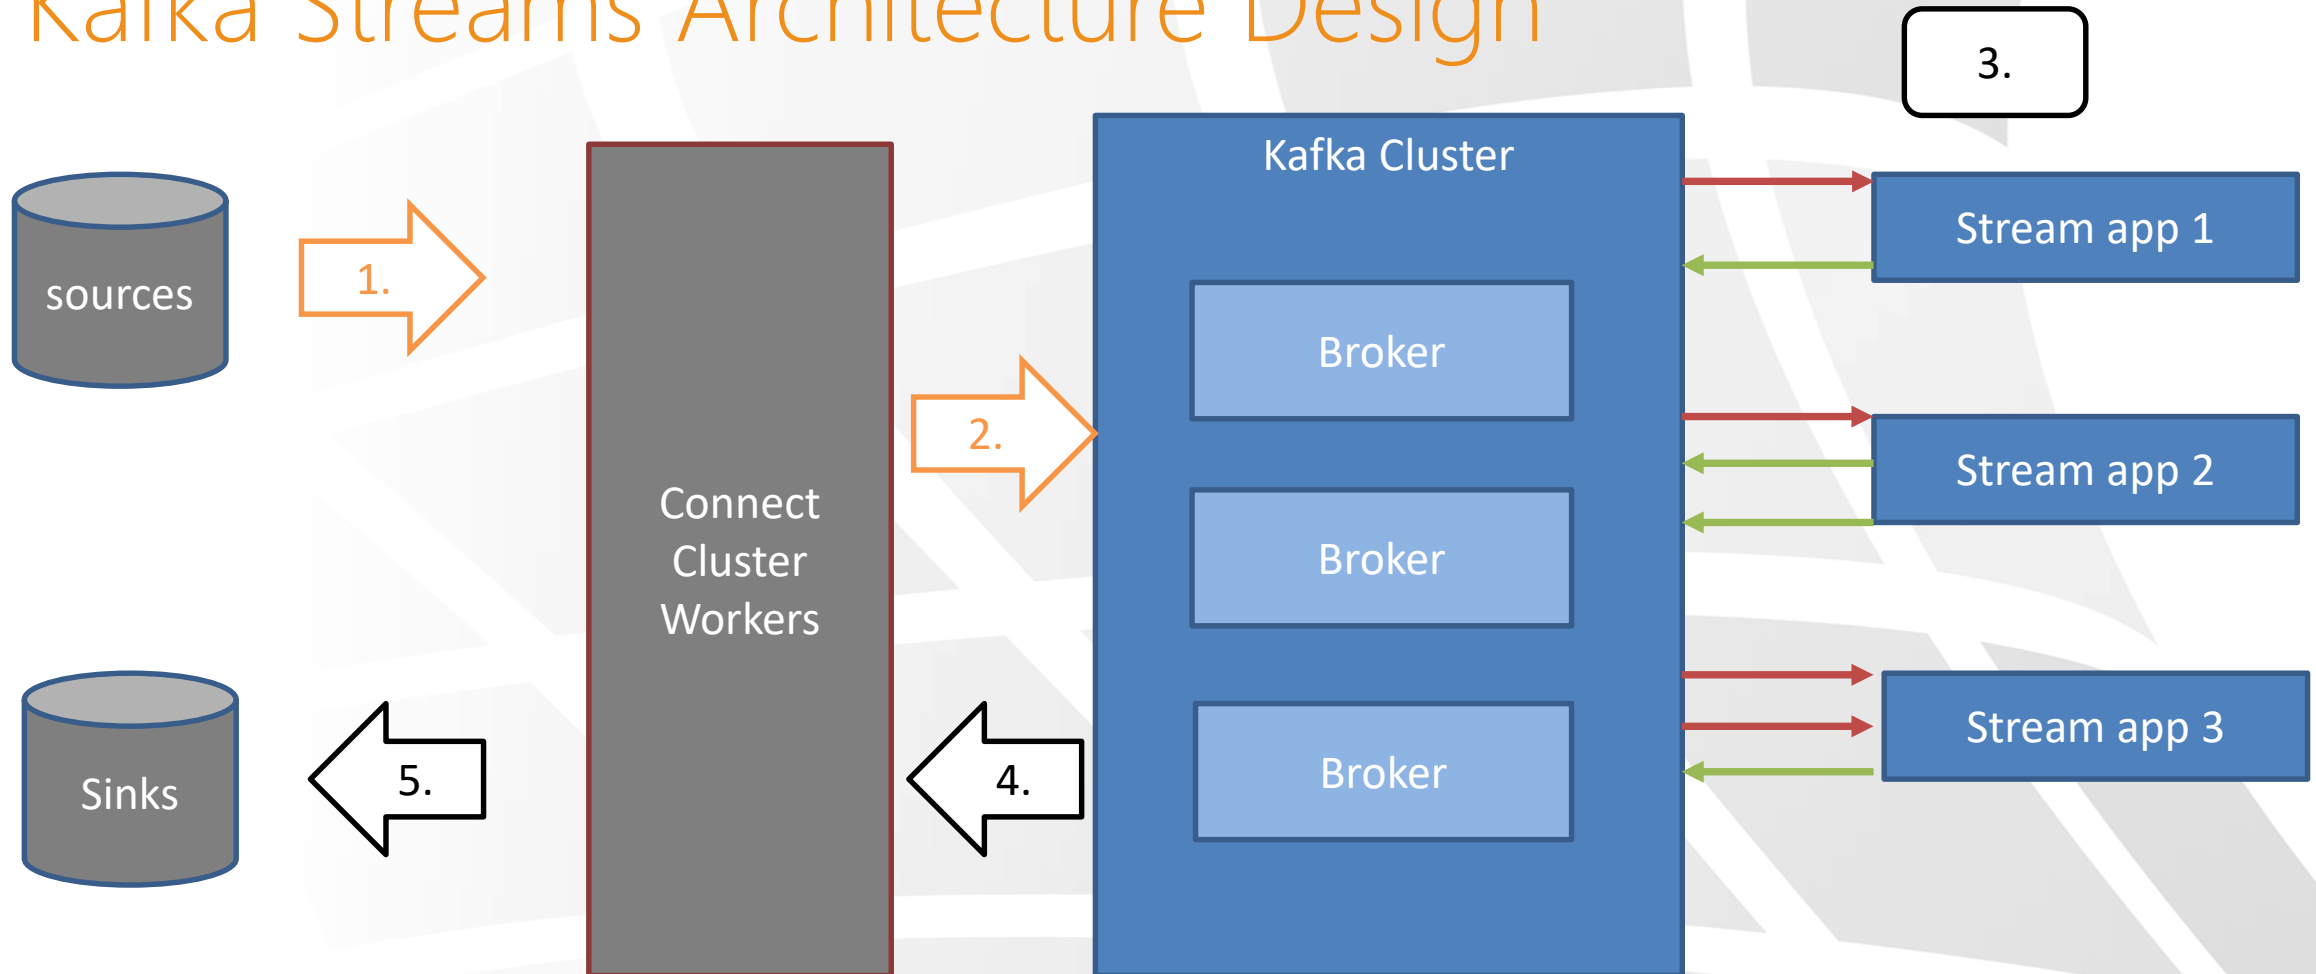 Kafka Streams Architecture Design
3.
Kafka Cluster
sources
1.
Stream app 1
Broker
2.
Stream app 2
Connect
Cluster
Workers
Broker
Sinks
5.
4.
Broker
Stream app 3